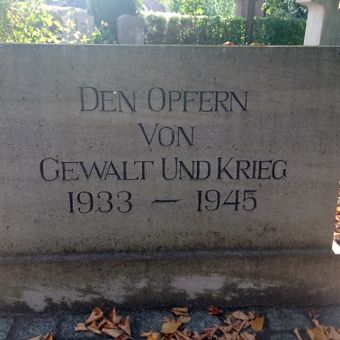 Den Opfern
von
Gewalt und Krieg
1933 — 1945